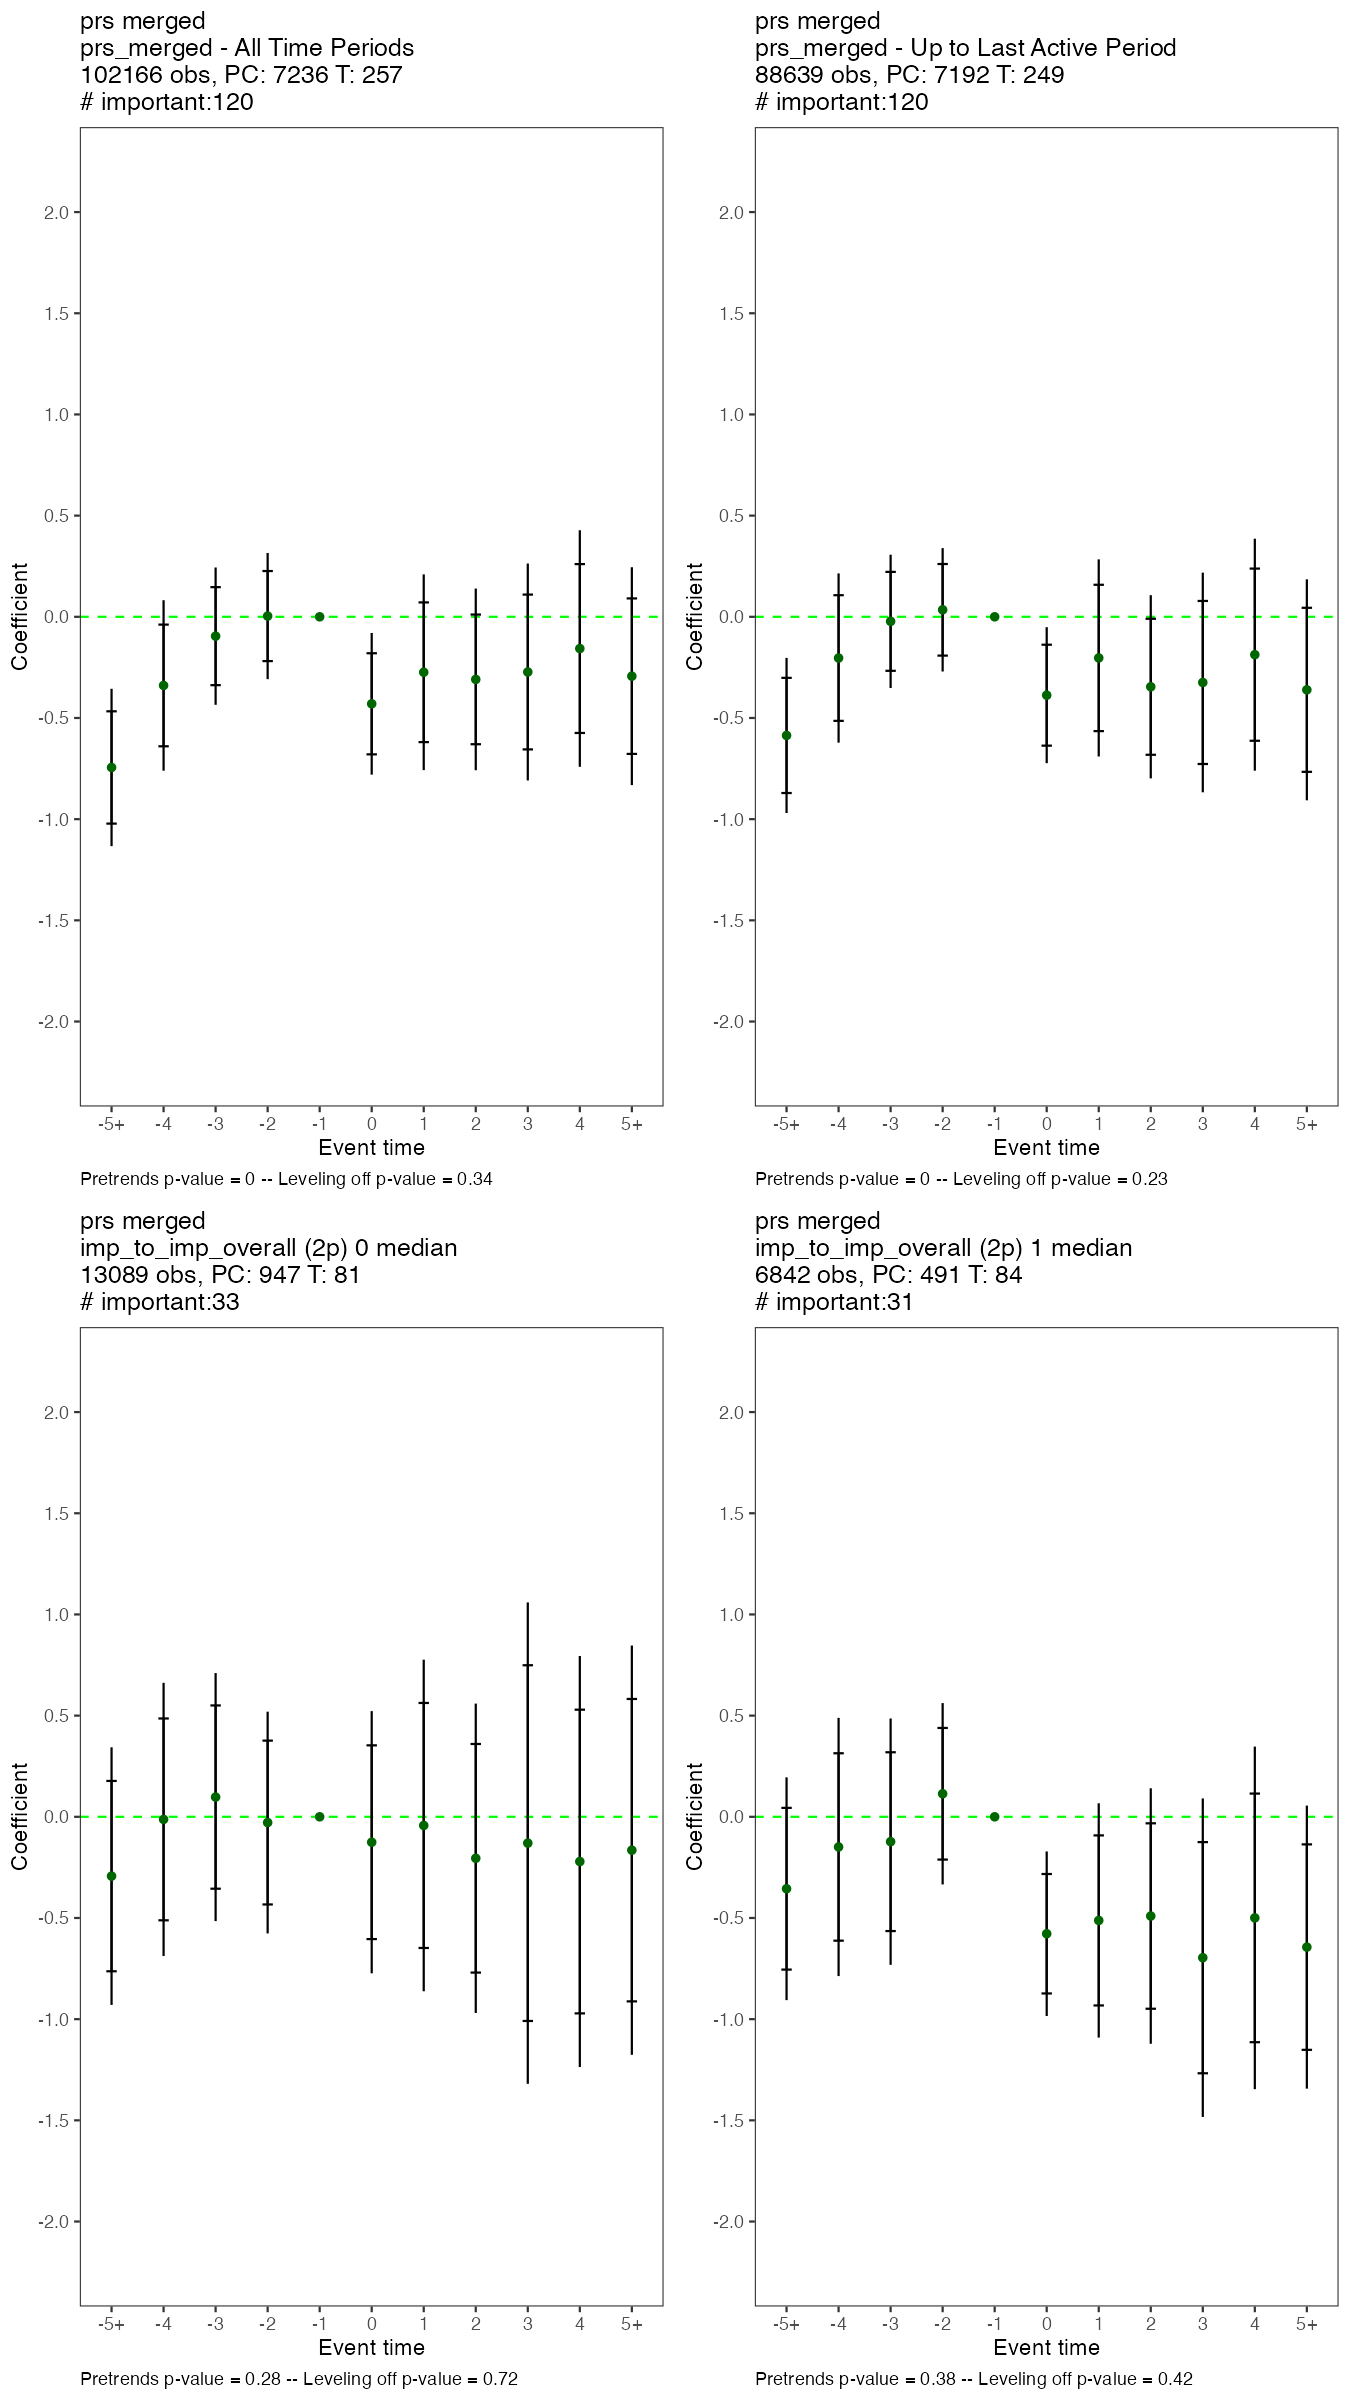 prs merged
prs_merged - All Time Periods
102166 obs, PC: 7236 T: 257
# important:120
2.0
1.5
1.0
0.5
0.0
-0.5
-1.0
-1.5
-2.0
Coefficient
-5+ -4 -3 -2 -1 0 1 2 3 4 5+
Event time
Pretrends p-value = 0 -- Leveling off p-value = 0.34
prs merged
prs_merged - Up to Last Active Period
88639 obs, PC: 7192 T: 249
# important:120
2.0
1.5
1.0
0.5
0.0
-0.5
-1.0
-1.5
-2.0
Coefficient
-5+ -4 -3 -2 -1 0 1 2 3 4 5+
Event time
Pretrends p-value = 0 -- Leveling off p-value = 0.23
prs merged
imp_to_imp_overall (2p) 0 median
13089 obs, PC: 947 T: 81
# important:33
2.0
1.5
1.0
0.5
0.0
-0.5
-1.0
-1.5
-2.0
Coefficient
-5+ -4 -3 -2 -1 0 1 2 3 4 5+
Event time
Pretrends p-value = 0.28 -- Leveling off p-value = 0.72
prs merged
imp_to_imp_overall (2p) 1 median
6842 obs, PC: 491 T: 84
# important:31
2.0
1.5
1.0
0.5
0.0
-0.5
-1.0
-1.5
-2.0
Coefficient
-5+ -4 -3 -2 -1 0 1 2 3 4 5+
Event time
Pretrends p-value = 0.38 -- Leveling off p-value = 0.42